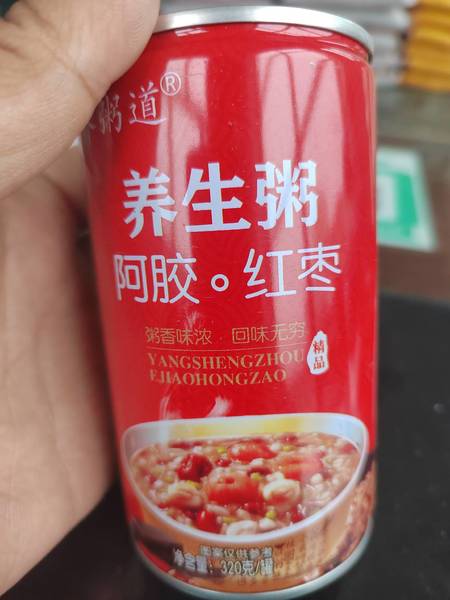 粥道®
养生粥
阿胶。红枣
粥香味浓 回味无穷
YANGSHENGZHOU
EJIAOHONGZAO
精品
图案仅供参考
净含量：320克/罐